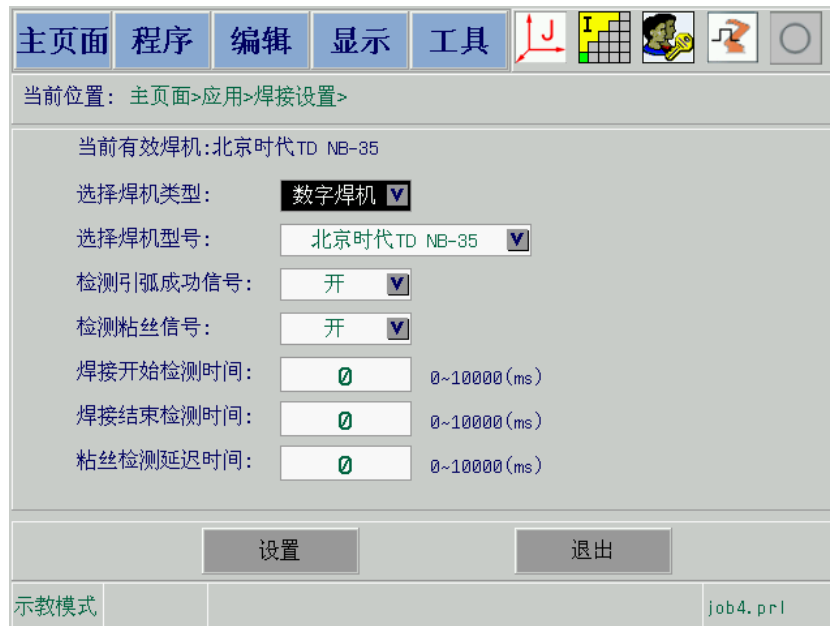 主页面 程序 编辑 显示 工具 J I
当前位置: 主页面>应用>焊接设置>
当前有效焊机:北京时代TD NB-35
选择焊机类型: 数字焊机
选择焊机型号: 北京时代TD NB-35
检测引弧成功信号: 开
检测粘丝信号: 开
焊接开始检测时间: 0 0~10000(ms)
焊接结束检测时间: 0 0~10000(ms)
粘丝检测延迟时间: 0 0~10000(ms)
设置 退出
示教模式 job4.prl